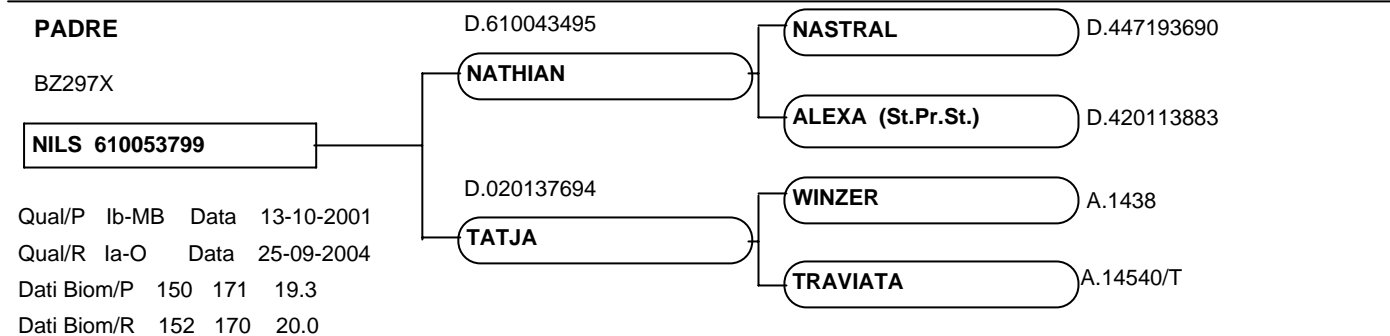 PADRE
D.610043495
NASTRAL
D.447193690
BZ297X
NATHIAN
ALEXA (St.Pr.St.)
D.420113883
NILS 610053799
D.020137694
WINZER
A.1438
Qual/P Ib-MB Data 13-10-2001
TATJA
Qual/R Ia-O Data 25-09-2004
TRAVIATA
A.14540/T
Dati Biom/P 150 171 19.3
Dati Biom/R 152 170 20.0